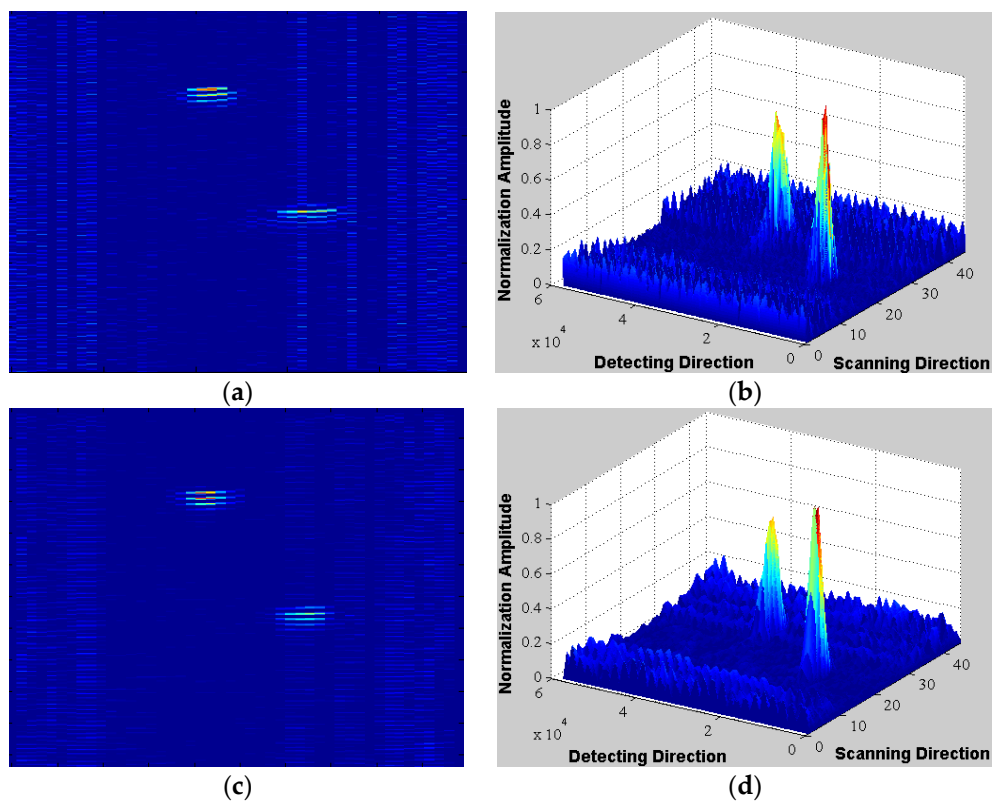 1
0.8
0.6
0.4
0.2
0
Normalization Amplitude
6
4
2
0
x 10
4
Detecting Direction
0
10
20
30
40
Scanning Direction
(a)
(b)
1
0.8
0.6
0.4
0.2
0
Normalization Amplitude
6
4
2
0
x 10
4
Detecting Direction
0
10
20
30
40
Scanning Direction
(c)
(d)